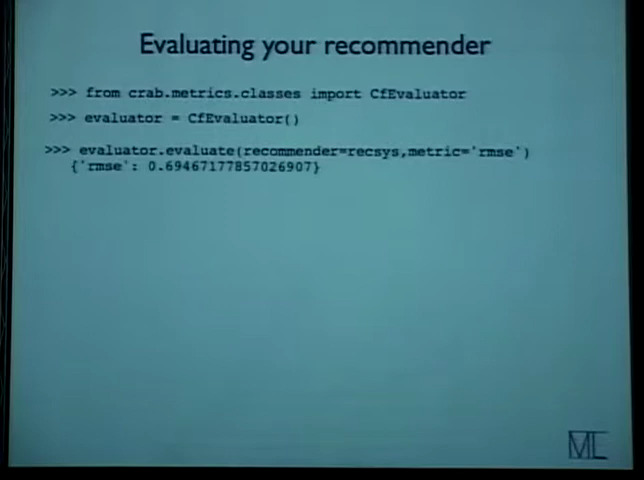 Evaluating your recommender
>>> from crab.metrics.classes import CfEvaluator
>>> evaluator = CfEvaluator()
>>> evaluator.evaluate(recommender=recsys,metric='rmse')
{'rmse': 0.69467177857026907}
ML